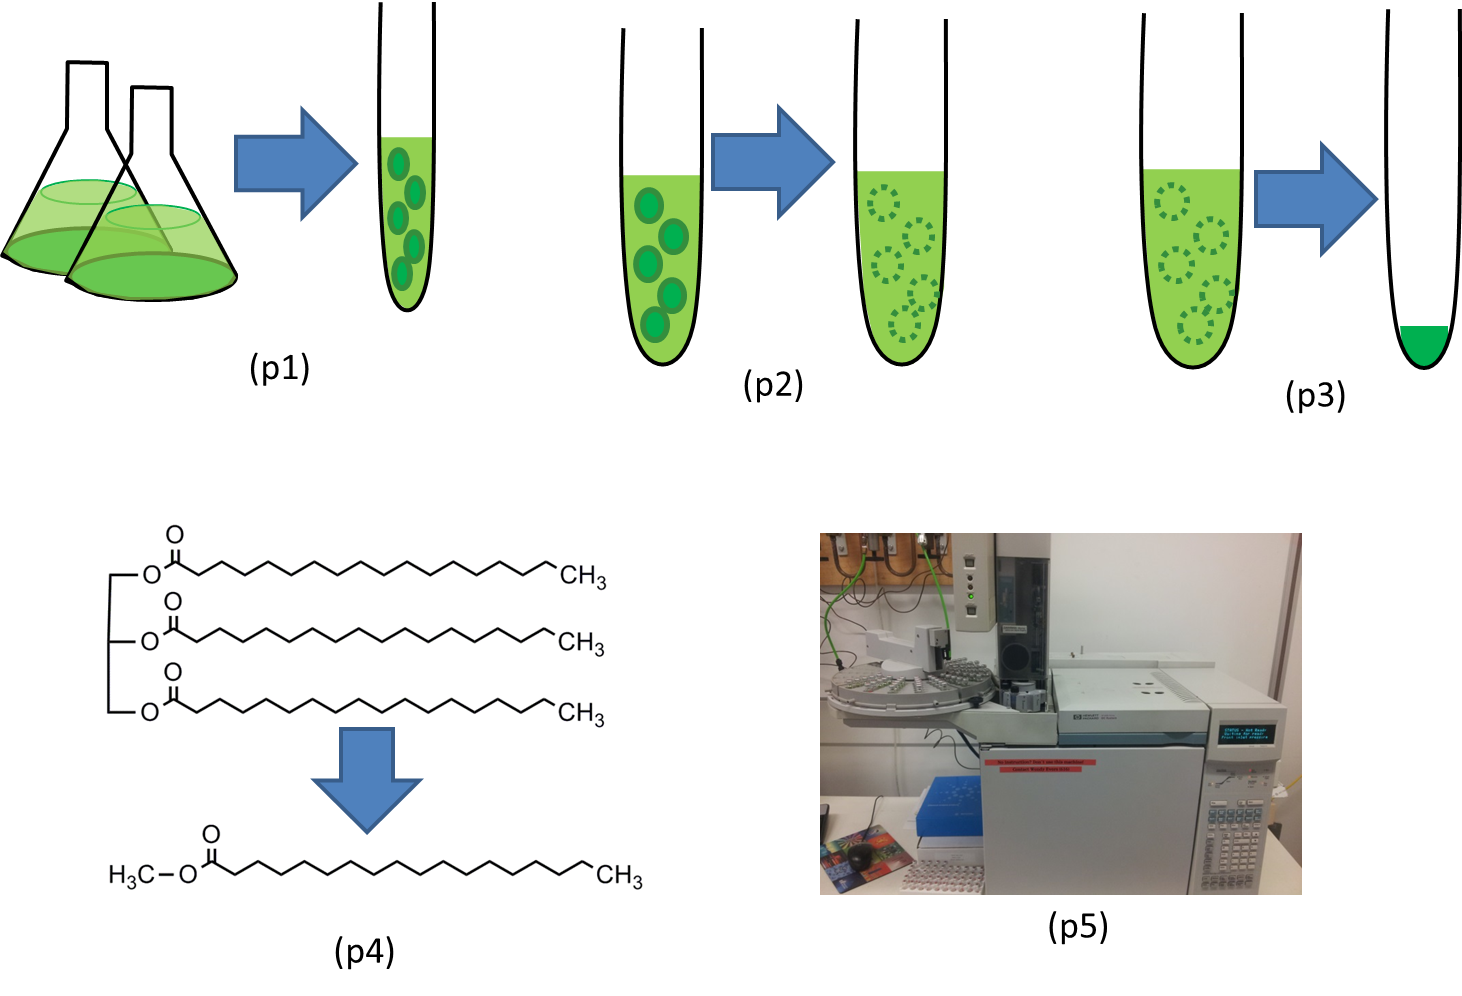 (p1)
(p2)
(p3)
O
O
CH3
O
O
CH3
O
O
CH3
O
H3C
O
CH3
(p4)
(p5)